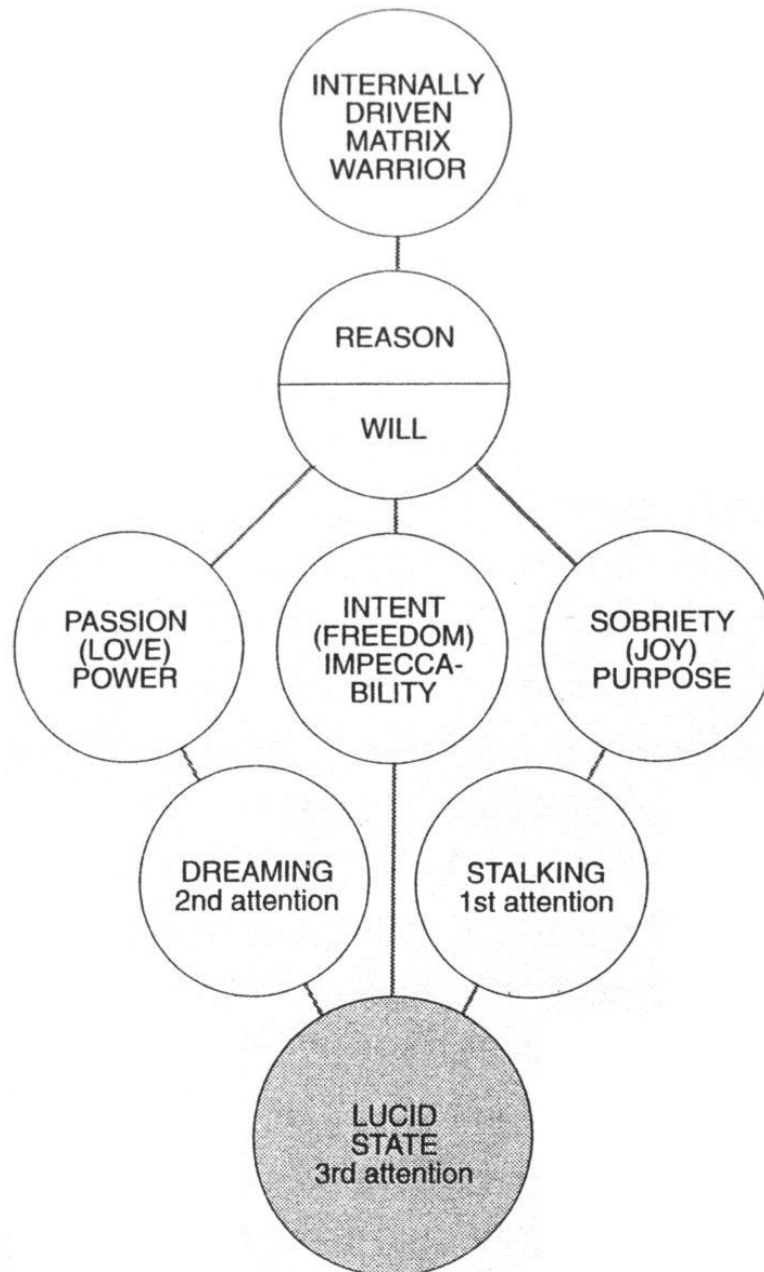 INTERNALLY
DRIVEN
MATRIX
WARRIOR
REASON
WILL
PASSION
(LOVE)
POWER
INTENT
(FREEDOM)
IMPECCA-
BILITY
SOBRIETY
(JOY)
PURPOSE
DREAMING
2nd attention
STALKING
1st attention
LUCID
STATE
3rd attention